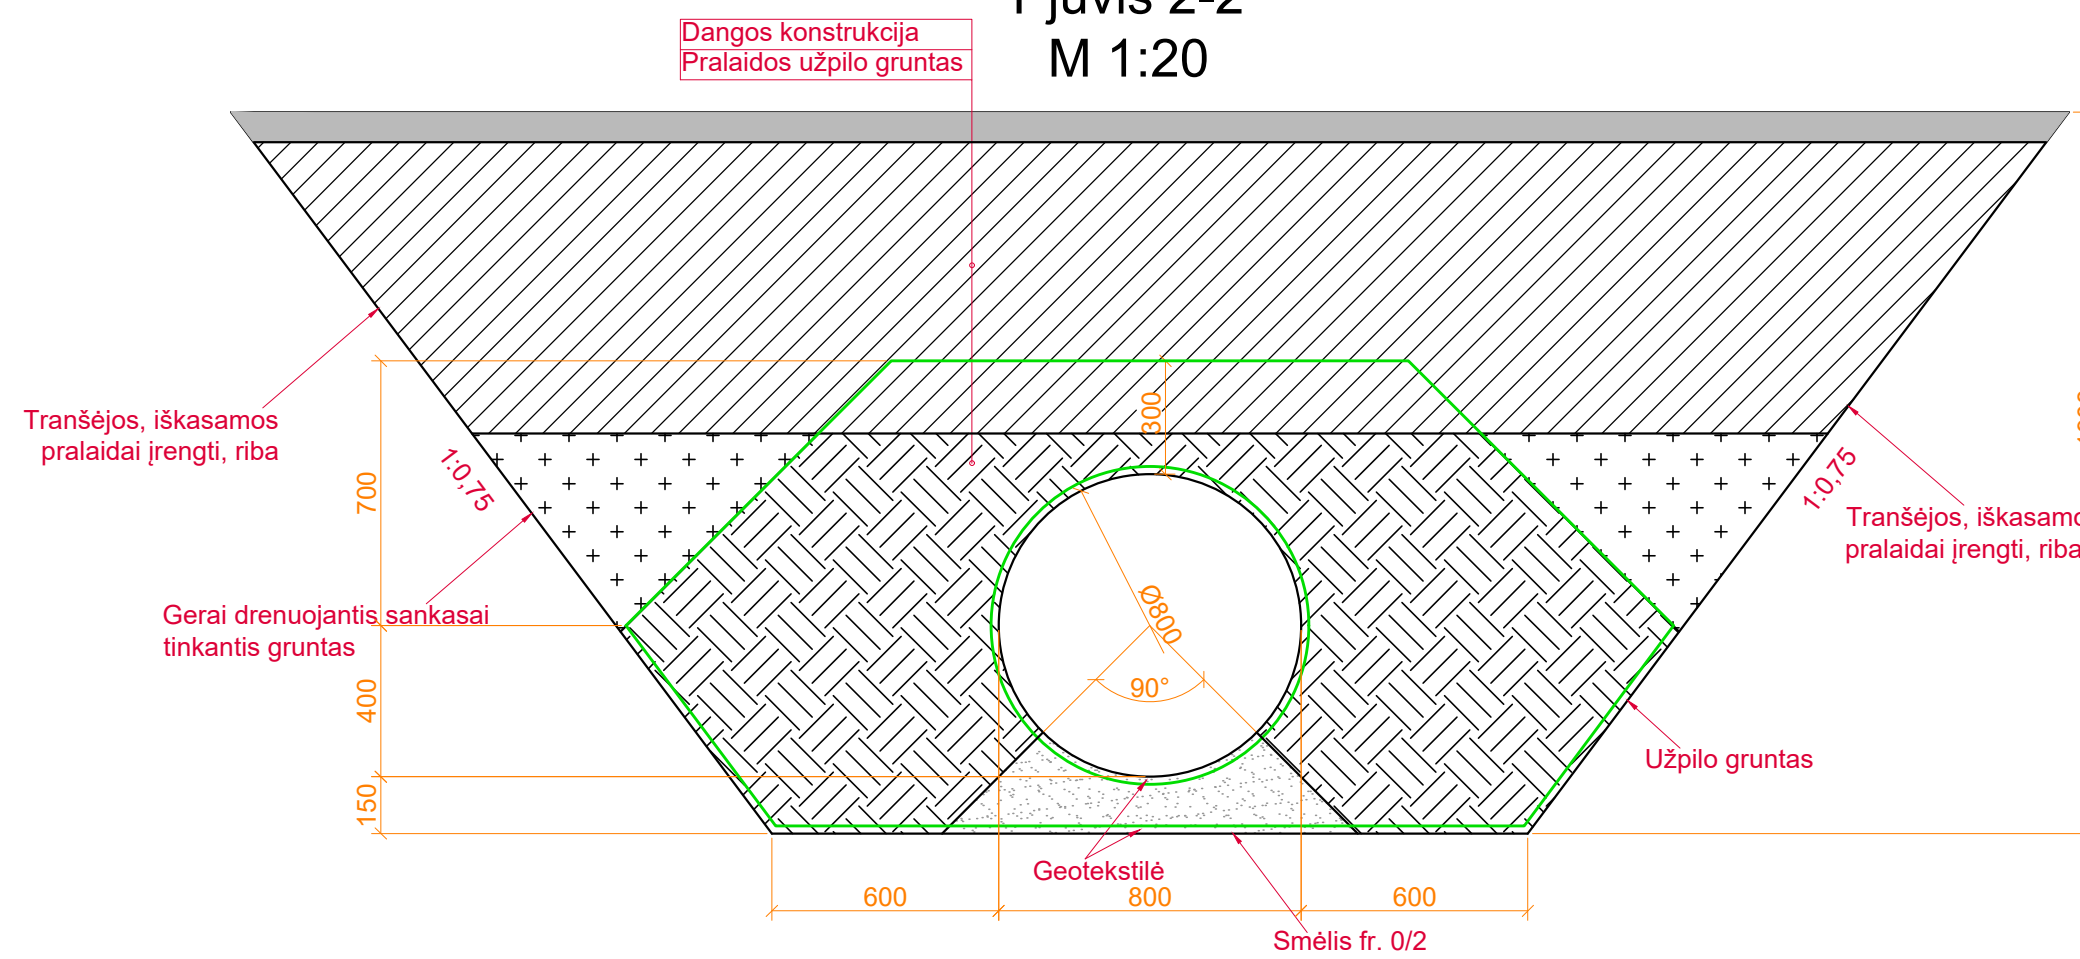 2-2
M 1:20
Dangos konstrukcija
Pralaidos užpilo gruntas
300
Tranšėjos, iškasamos
pralaidai įrengti, riba
1:0,75
700
1:0,75
pralaidai įrengti, riba
Tranšėjos,
Gerai drenuojantis sankasai
tinkantis gruntas
Ø800
90°
400
150
Užpilo gruntas
Geotekstilė
600
800
600
Smėlis fr. 0/2